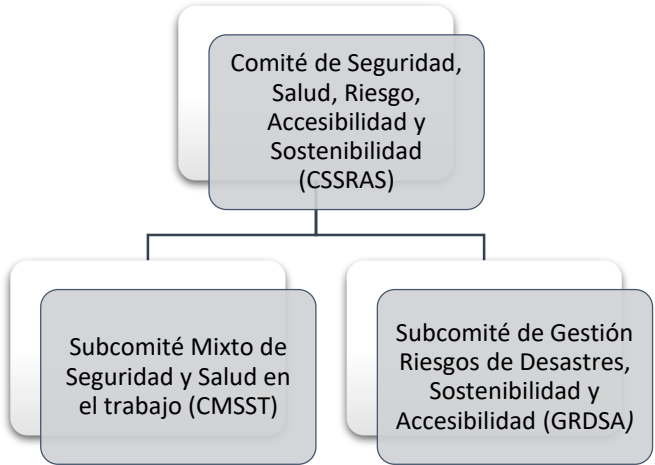 Comité de Seguridad,
Salud, Riesgo,
Accesibilidad y
Sostenibilidad
(CSSRAS)
Subcomité Mixto de
Seguridad y Salud en
el trabajo (CMSST)
Subcomité de Gestión
Riesgos de Desastres,
Sostenibilidad y
Accesibilidad (GRDSA)